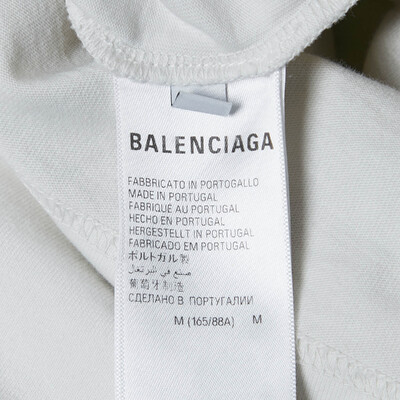 BALENCIAGA
FABBRICATO IN PORTOGALLO
MADE IN PORTUGAL
FABRIQUÉ AU PORTUGAL
HECHO EN PORTUGAL
HERGESTELLT IN PORTUGAL
FABRICADO EM PORTUGAL
ポルトガル製
صنع في البرتغال
葡萄牙制造
СДЕЛАНО В ПОРТУГАЛИИ
M (165/88A) M